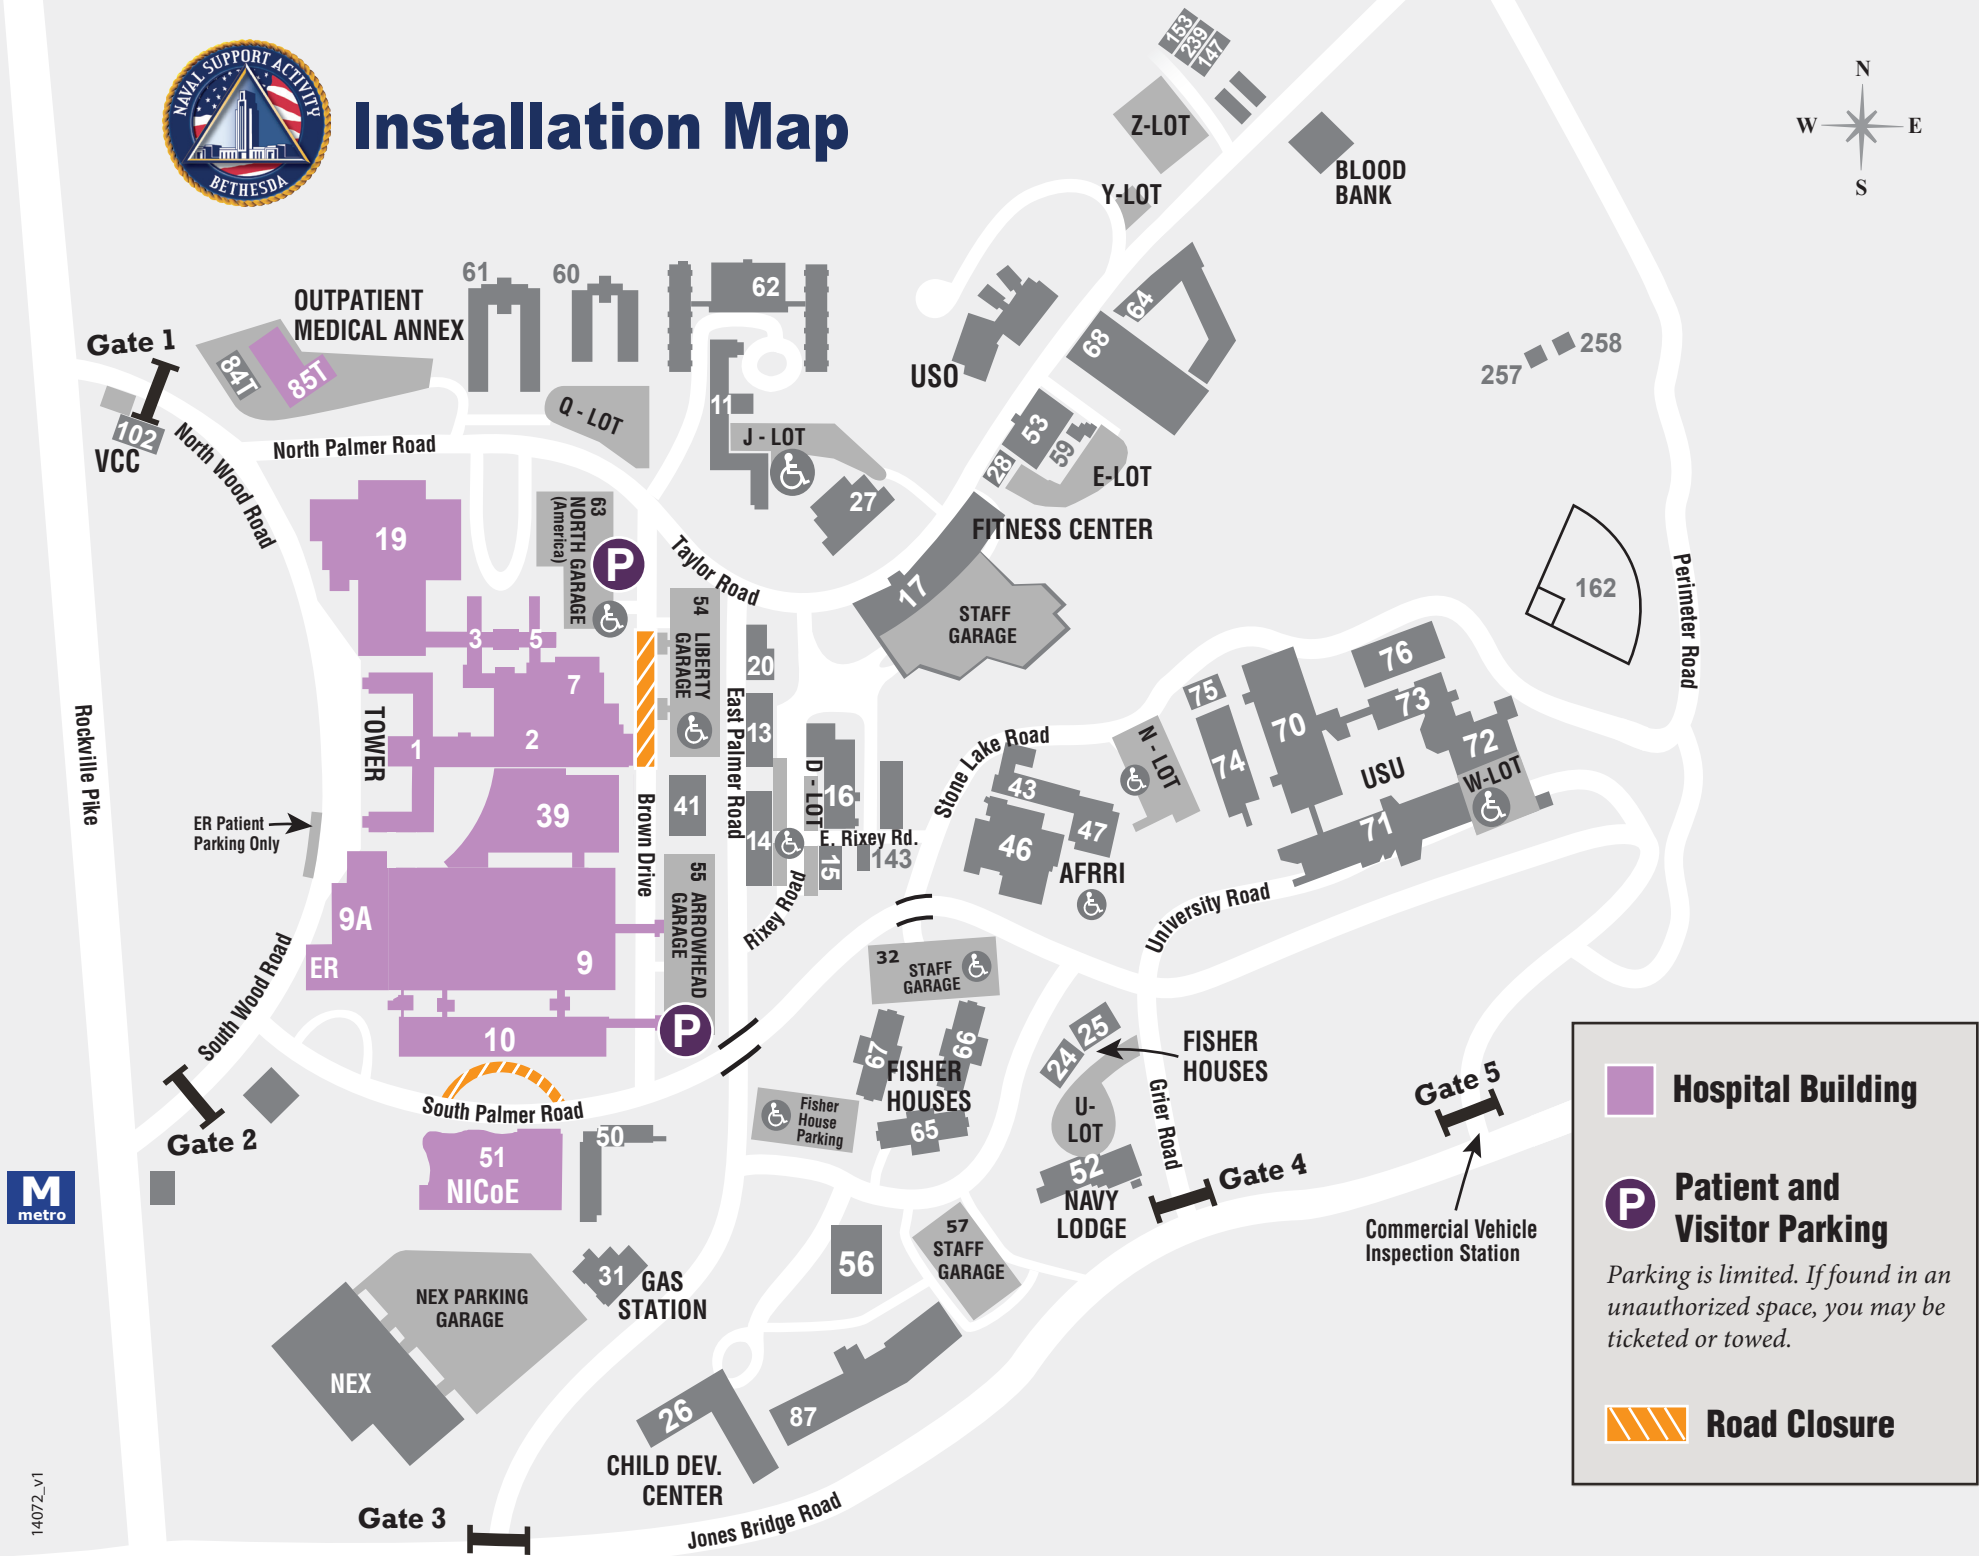 NAVAL SUPPORT ACTIVITY
BETHESDA
Installation Map
N
W
E
S
153
239
147
Z-LOT
Y-LOT
BLOOD
BANK
61
60
62
OUTPATIENT
MEDICAL ANNEX
Gate 1
84T
85T
102
VCC
North Wood Road
North Palmer Road
Q - LOT
11
J - LOT
27
USO
64
68
53
59
28
E-LOT
FITNESS CENTER
17
STAFF
GARAGE
257
258
162
Perimeter Road
19
63
NORTH GARAGE
(America)
P
Taylor Road
3
5
7
54
LIBERTY
GARAGE
20
TOWER
1
2
East Palmer Road
13
Rockville Pike
ER Patient
Parking Only
39
Brown Drive
41
14
D - LOT
16
E. Rixey Rd.
15
143
Rixey Road
55
ARROWHEAD
GARAGE
P
9A
ER
9
10
South Wood Road
Gate 2
South Palmer Road
51
NICoE
50
M
metro
Stone Lake Road
43
47
46
AFRRI
N - LOT
75
74
70
76
73
72
USU
W-LOT
71
University Road
32
STAFF
GARAGE
67
66
FISHER
HOUSES
65
Fisher
House
Parking
25
24
FISHER
HOUSES
U-
LOT
Grier Road
52
NAVY
LODGE
Gate 4
Gate 5
Commercial Vehicle
Inspection Station
57
STAFF
GARAGE
56
31
GAS
STATION
NEX PARKING
GARAGE
NEX
26
87
CHILD DEV.
CENTER
Gate 3
Jones Bridge Road
14072_v1
Hospital Building
P
Patient and
Visitor Parking
Parking is limited. If found in an
unauthorized space, you may be
ticketed or towed.
Road Closure